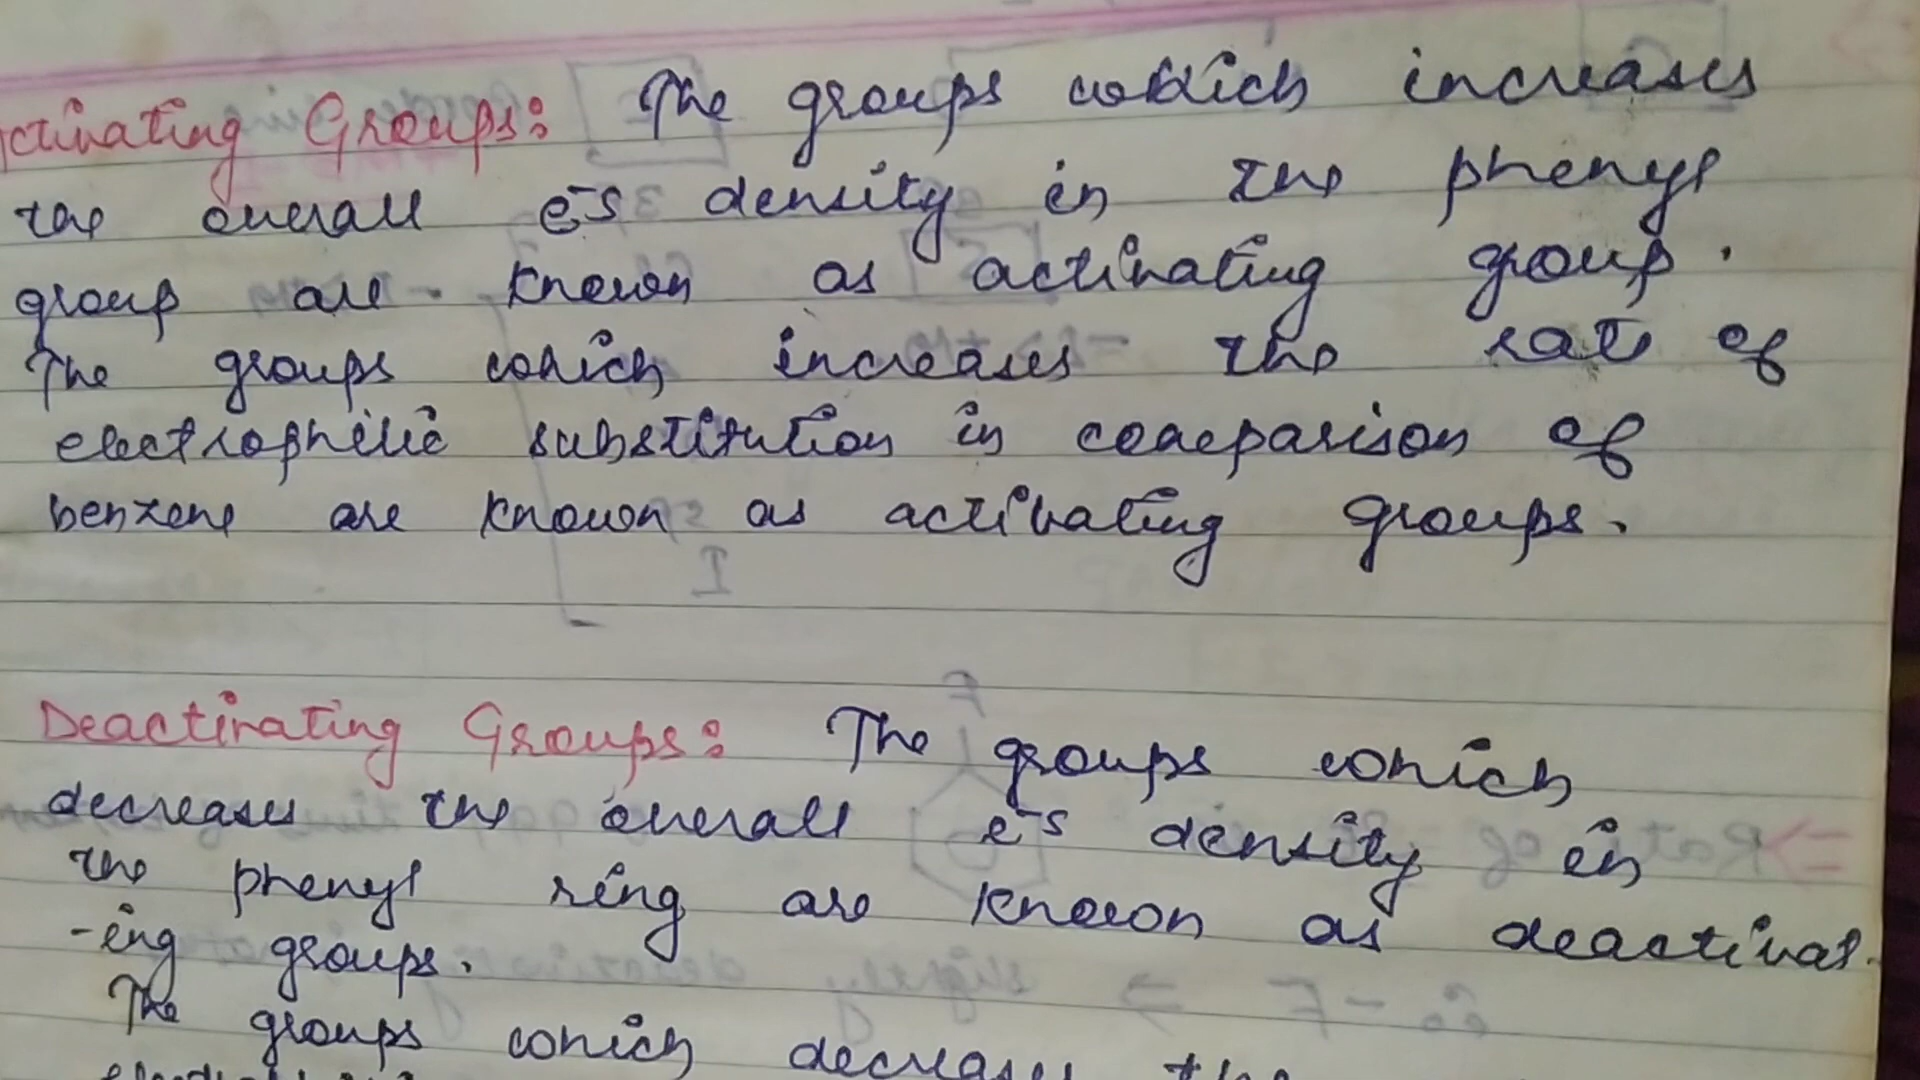 ctivating Groups: The groups which increases
the overall e⁻s density in the phenyl
group are known as activating group.
The groups which increases the rate of
electrophilic substitution in comparison of
benzene are known as activating groups.
Deactivating Groups: The groups which
decreases the overall e⁻s density in
the phenyl ring are known as deactivat-
-ing groups.
The groups which decreases the